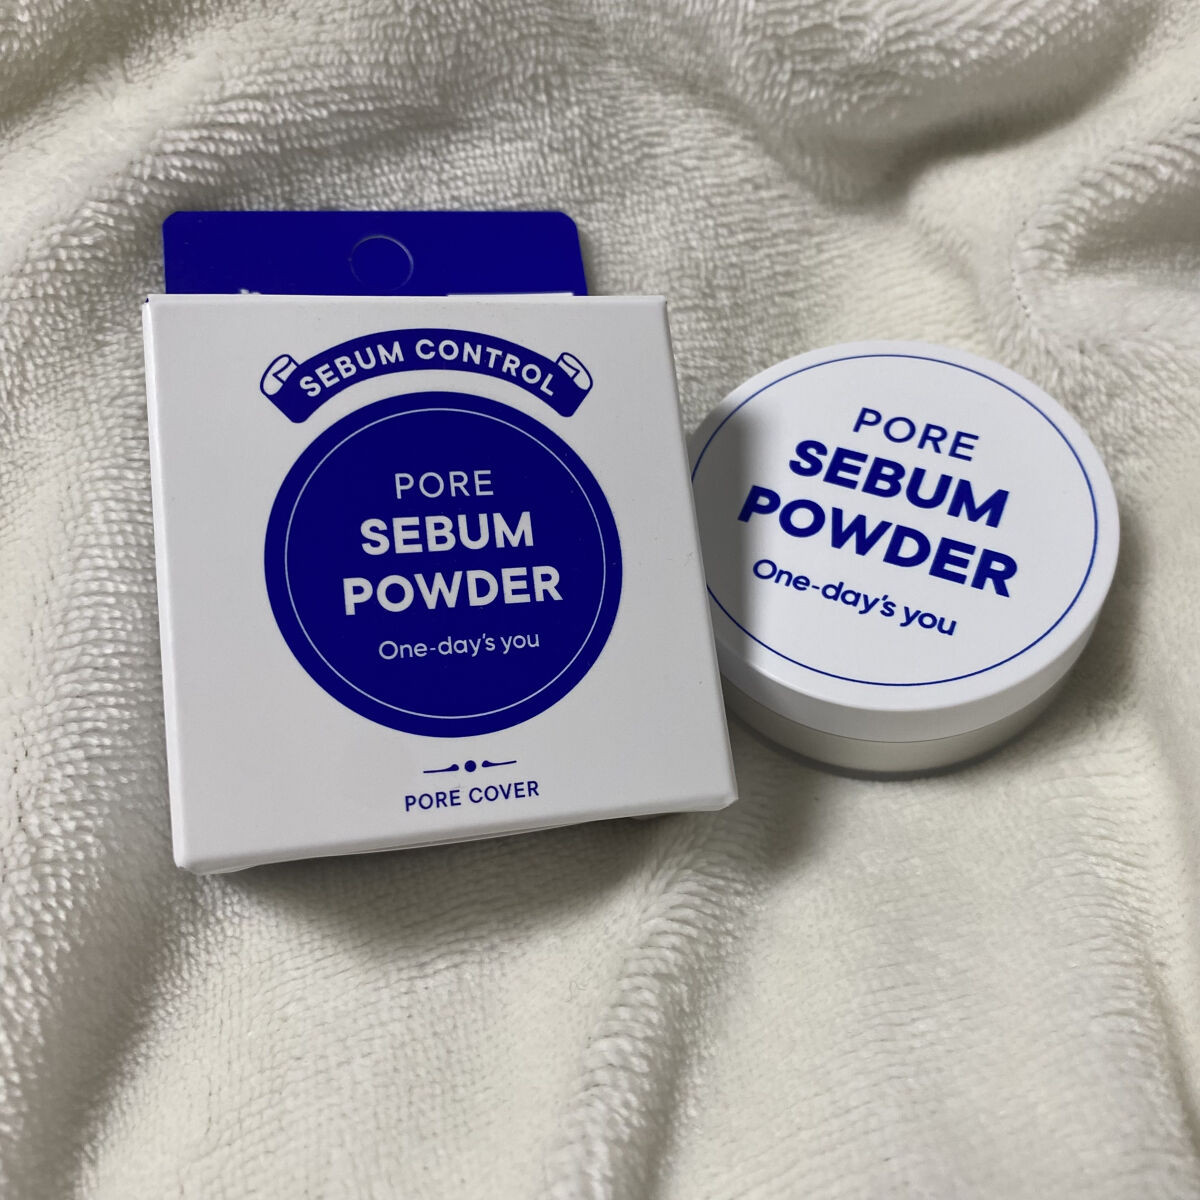 SEBUM CONTROL
PORE
SEBUM
POWDER
One-day's you
PORE COVER
PORE
SEBUM
POWDER
One-day's you